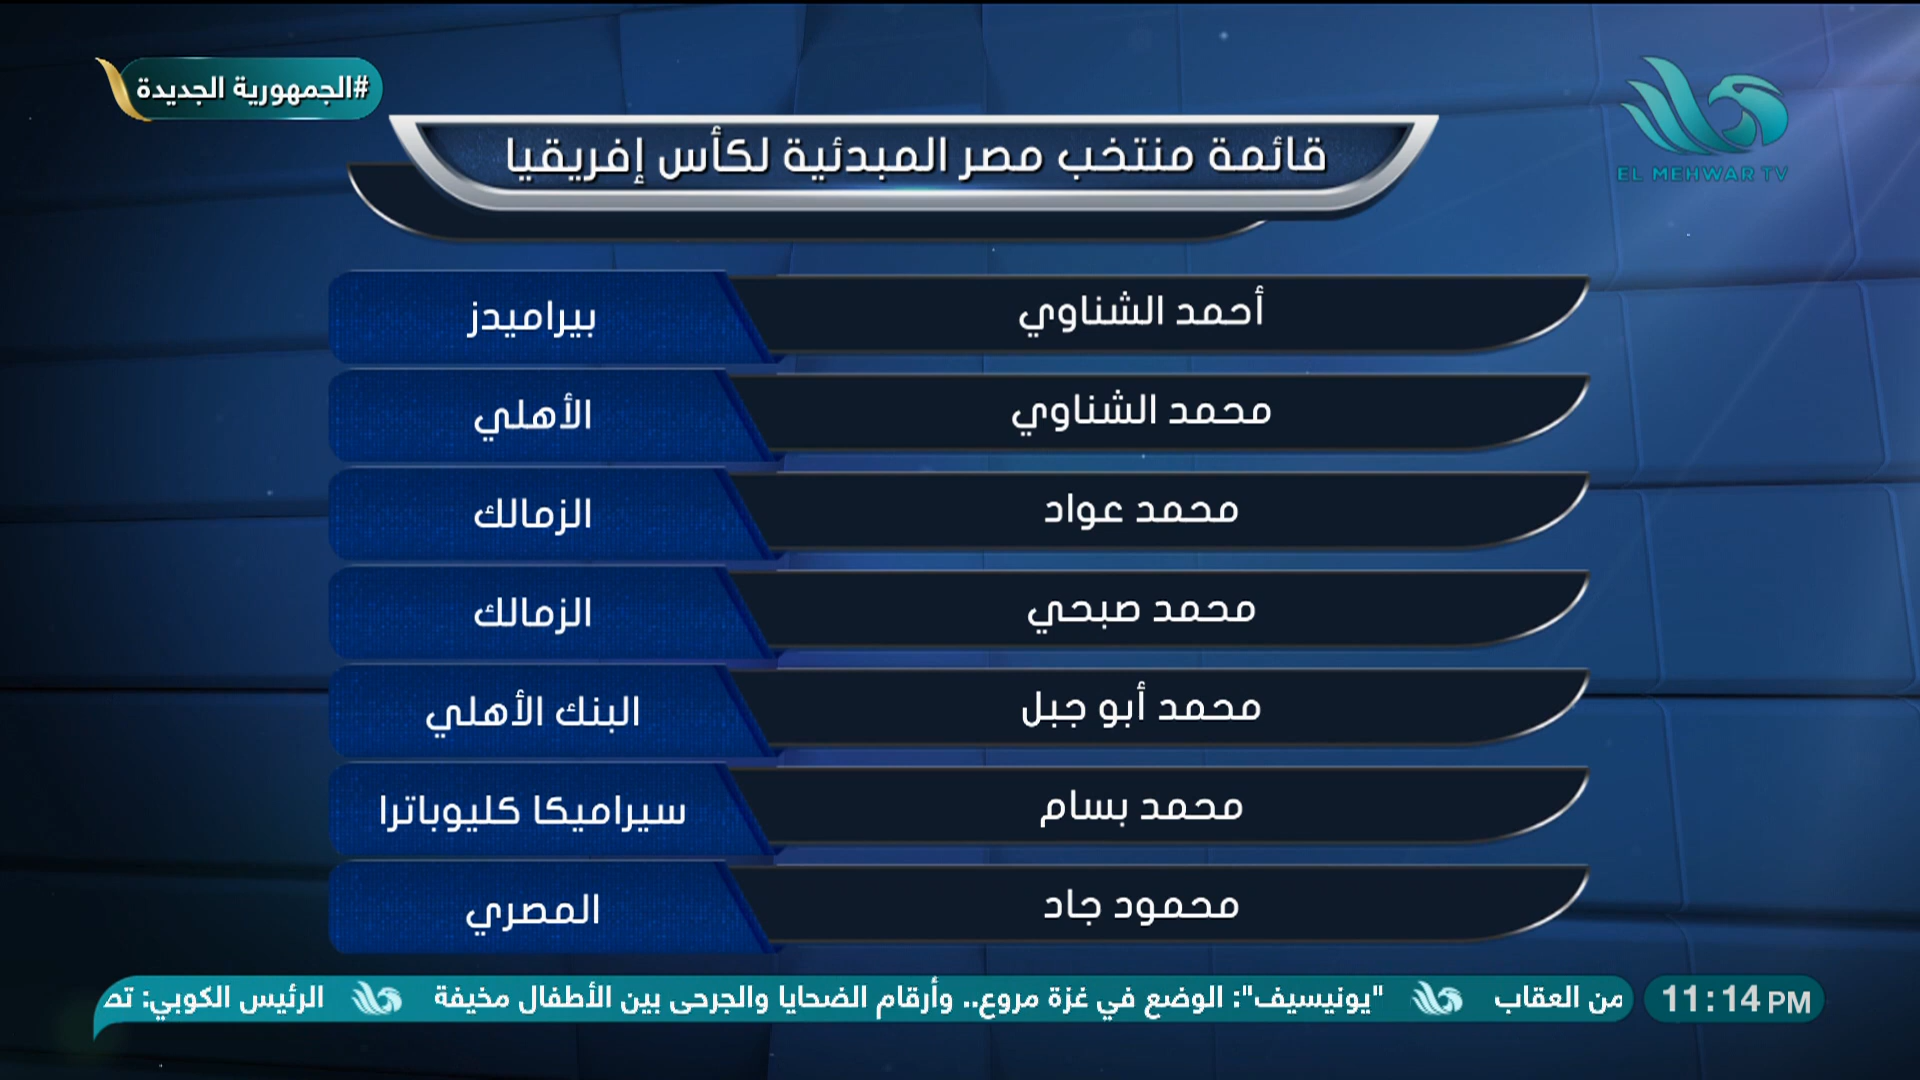 #الجمهورية الجديدة
EL MEHWAR TV
قائمة منتخب مصر المبدئية لكأس إفريقيا
أحمد الشناوي بيراميدز
محمد الشناوي الأهلي
محمد عواد الزمالك
محمد صبحي الزمالك
محمد أبو جبل البنك الأهلي
محمد بسام سيراميكا كليوباترا
محمود جاد المصري
من العقاب "يونيسيف": الوضع في غزة مروع.. وأرقام الضحايا والجرحى بين الأطفال مخيفة الرئيس الكوبي: تص
11:14 PM